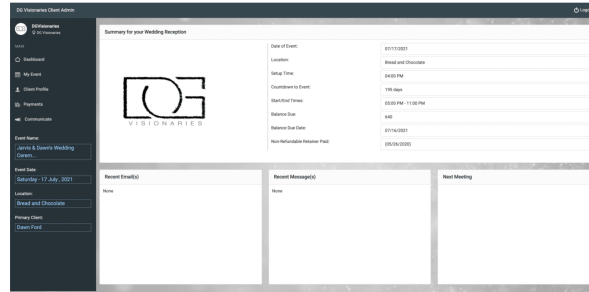 DG.Visionaries Client Admin
Logo
DGVisionaries
DG Visionaries
MAIN
Dashboard
My Event
Client Profile
Payments
Communicate
Event Name:
Jarvis & Dawn's Wedding
Cerem...
Event Date:
Saturday - 17 July , 2021
Location:
Bread and Chocolate
Primary Client:
Dawn Ford
Summary for your Wedding Reception
DG
VISIONARIES
Date of Event: 07/17/2021
Location: Bread and Chocolate
Setup Time: 04:00 PM
Countdown to Event: 195 days
Start/End Times: 05:00 PM - 11:00 PM
Balance Due: 640
Balance Due Date: 07/16/2021
Non-Refundable Retainer Paid: (05/26/2020)
Recent Email(s)
None
Recent Message(s)
None
Next Meeting